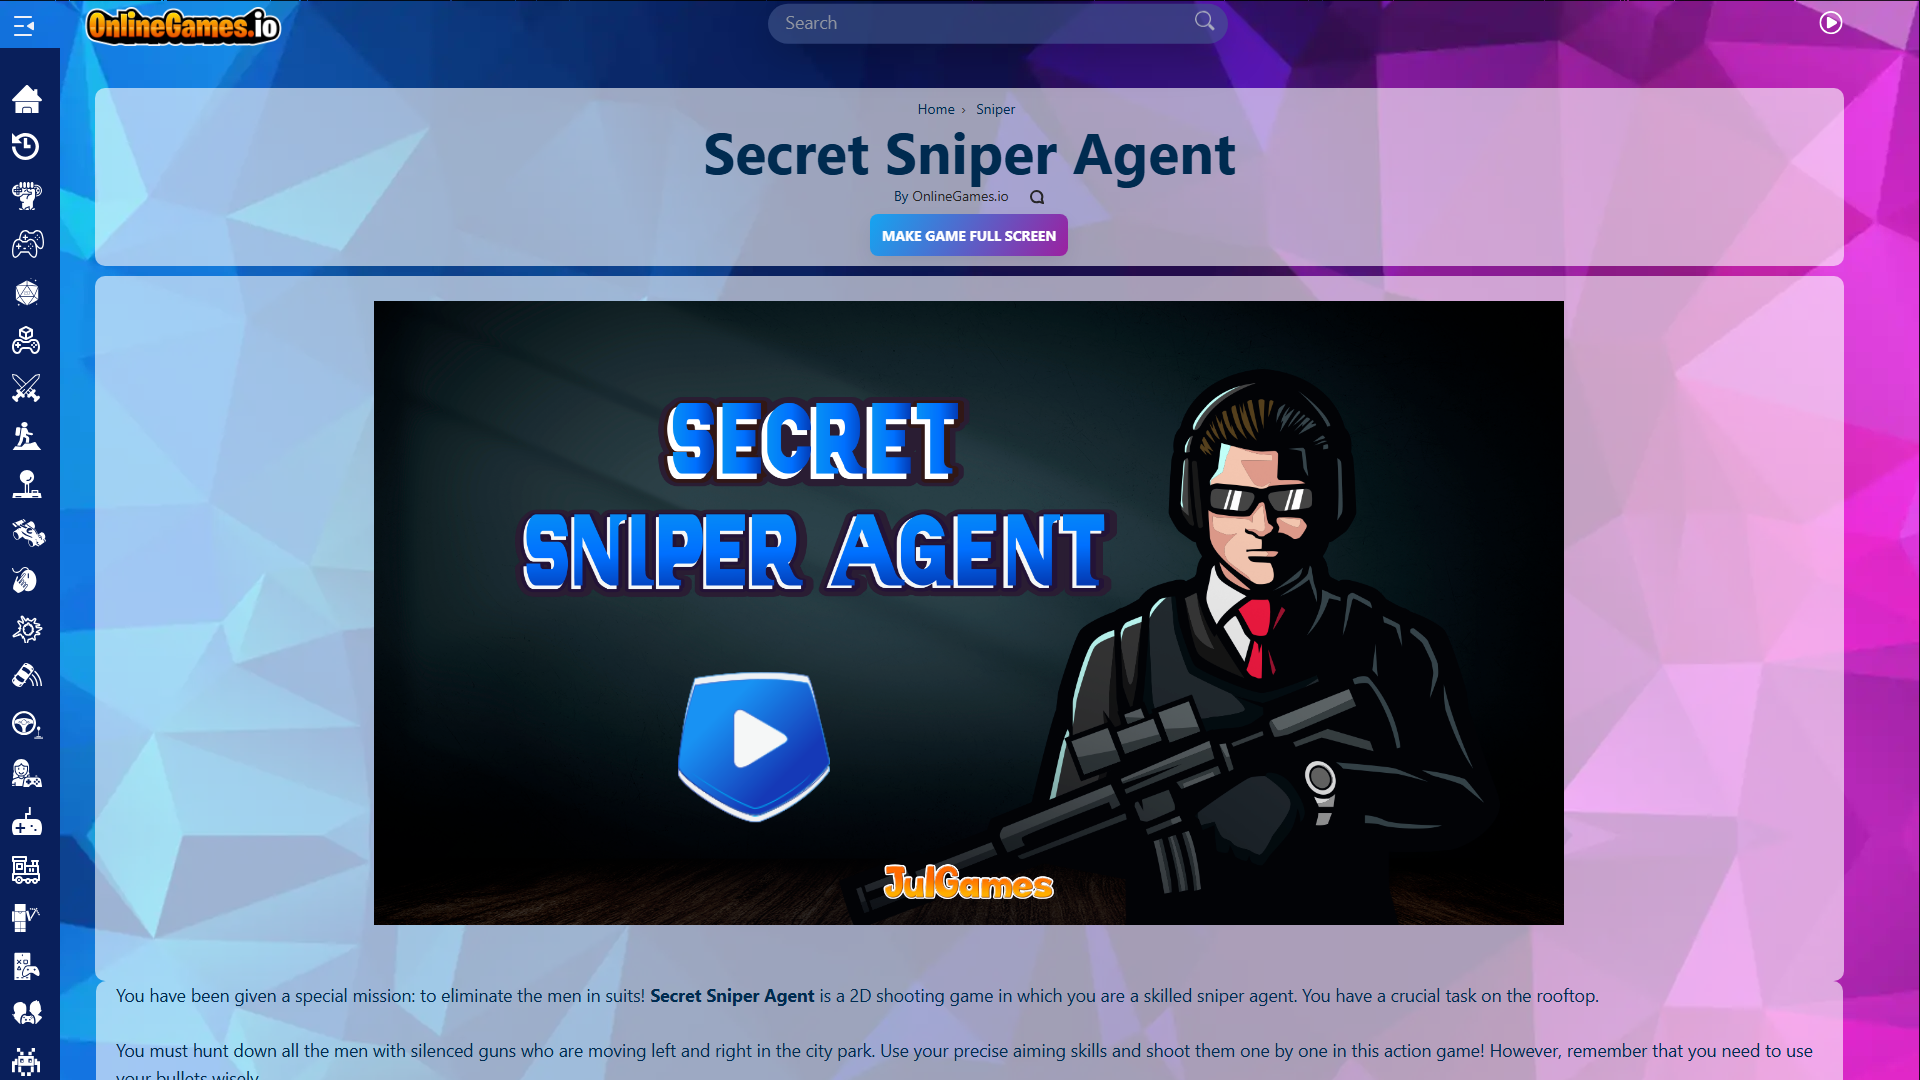 OnlineGames.io
Search
Home › Sniper
Secret Sniper Agent
By OnlineGames.io
MAKE GAME FULL SCREEN
SECRET
SNIPER AGENT
JulGames
You have been given a special mission: to eliminate the men in suits! Secret Sniper Agent is a 2D shooting game in which you are a skilled sniper agent. You have a crucial task on the rooftop.
You must hunt down all the men with silenced guns who are moving left and right in the city park. Use your precise aiming skills and shoot them one by one in this action game! However, remember that you need to use
your bullets wisely.